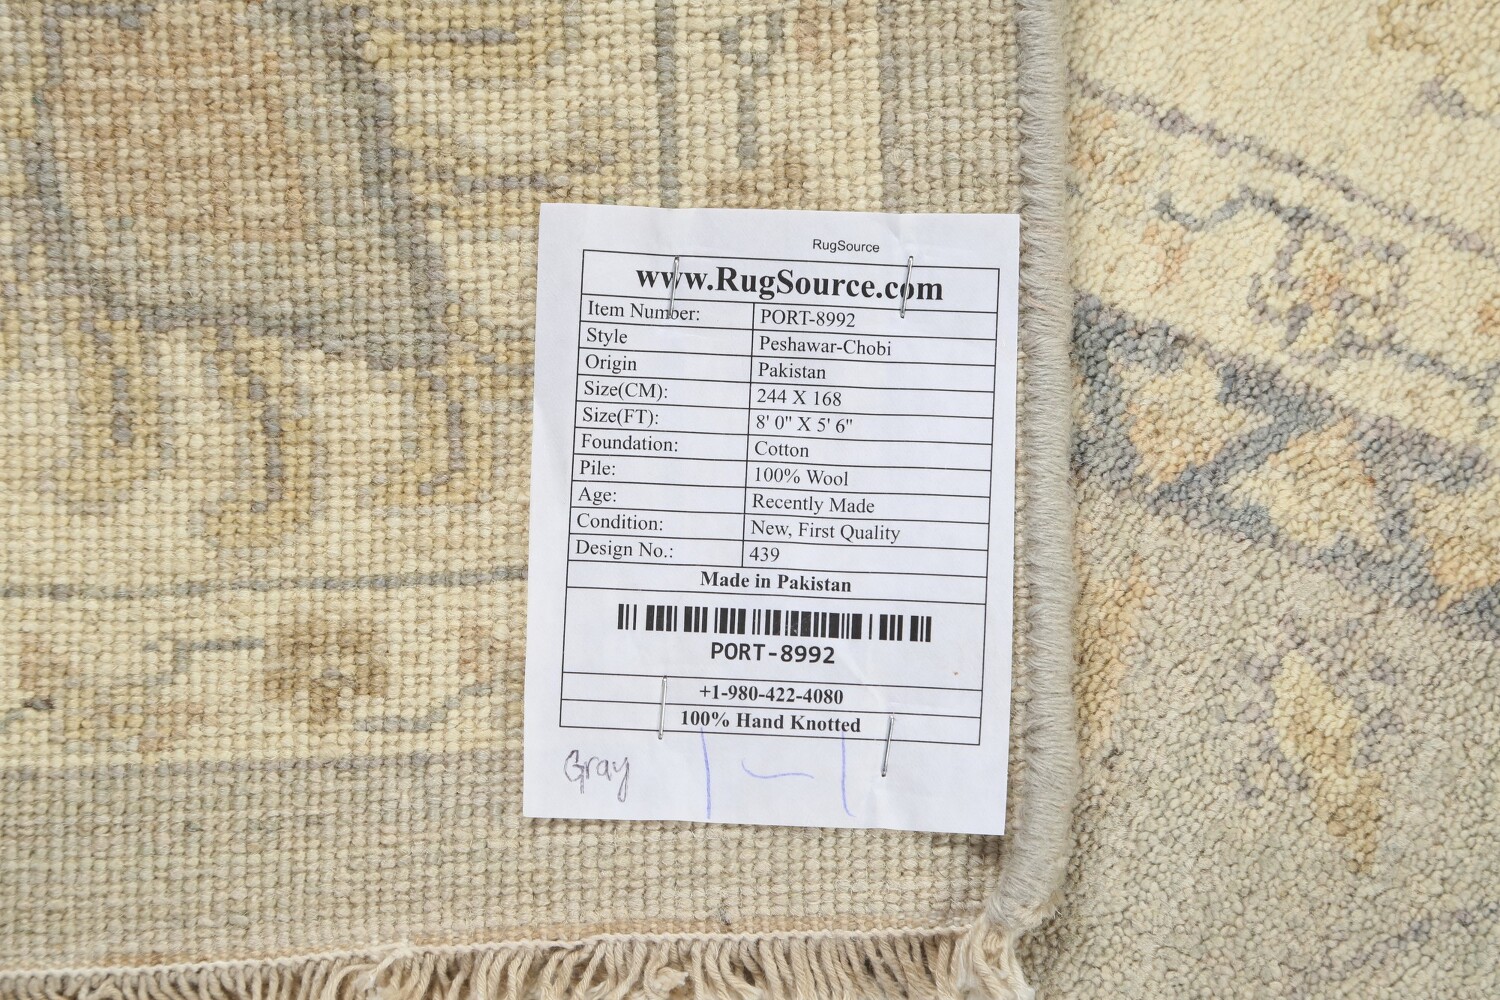 RugSource
www.RugSource.com
Item Number: PORT-8992
Style Peshawar-Chobi
Origin Pakistan
Size(CM): 244 X 168
Size(FT): 8' 0" X 5' 6"
Foundation: Cotton
Pile: 100% Wool
Age: Recently Made
Condition: New, First Quality
Design No.: 439
Made in Pakistan
PORT-8992
+1-980-422-4080
100% Hand Knotted
Gray 1-1